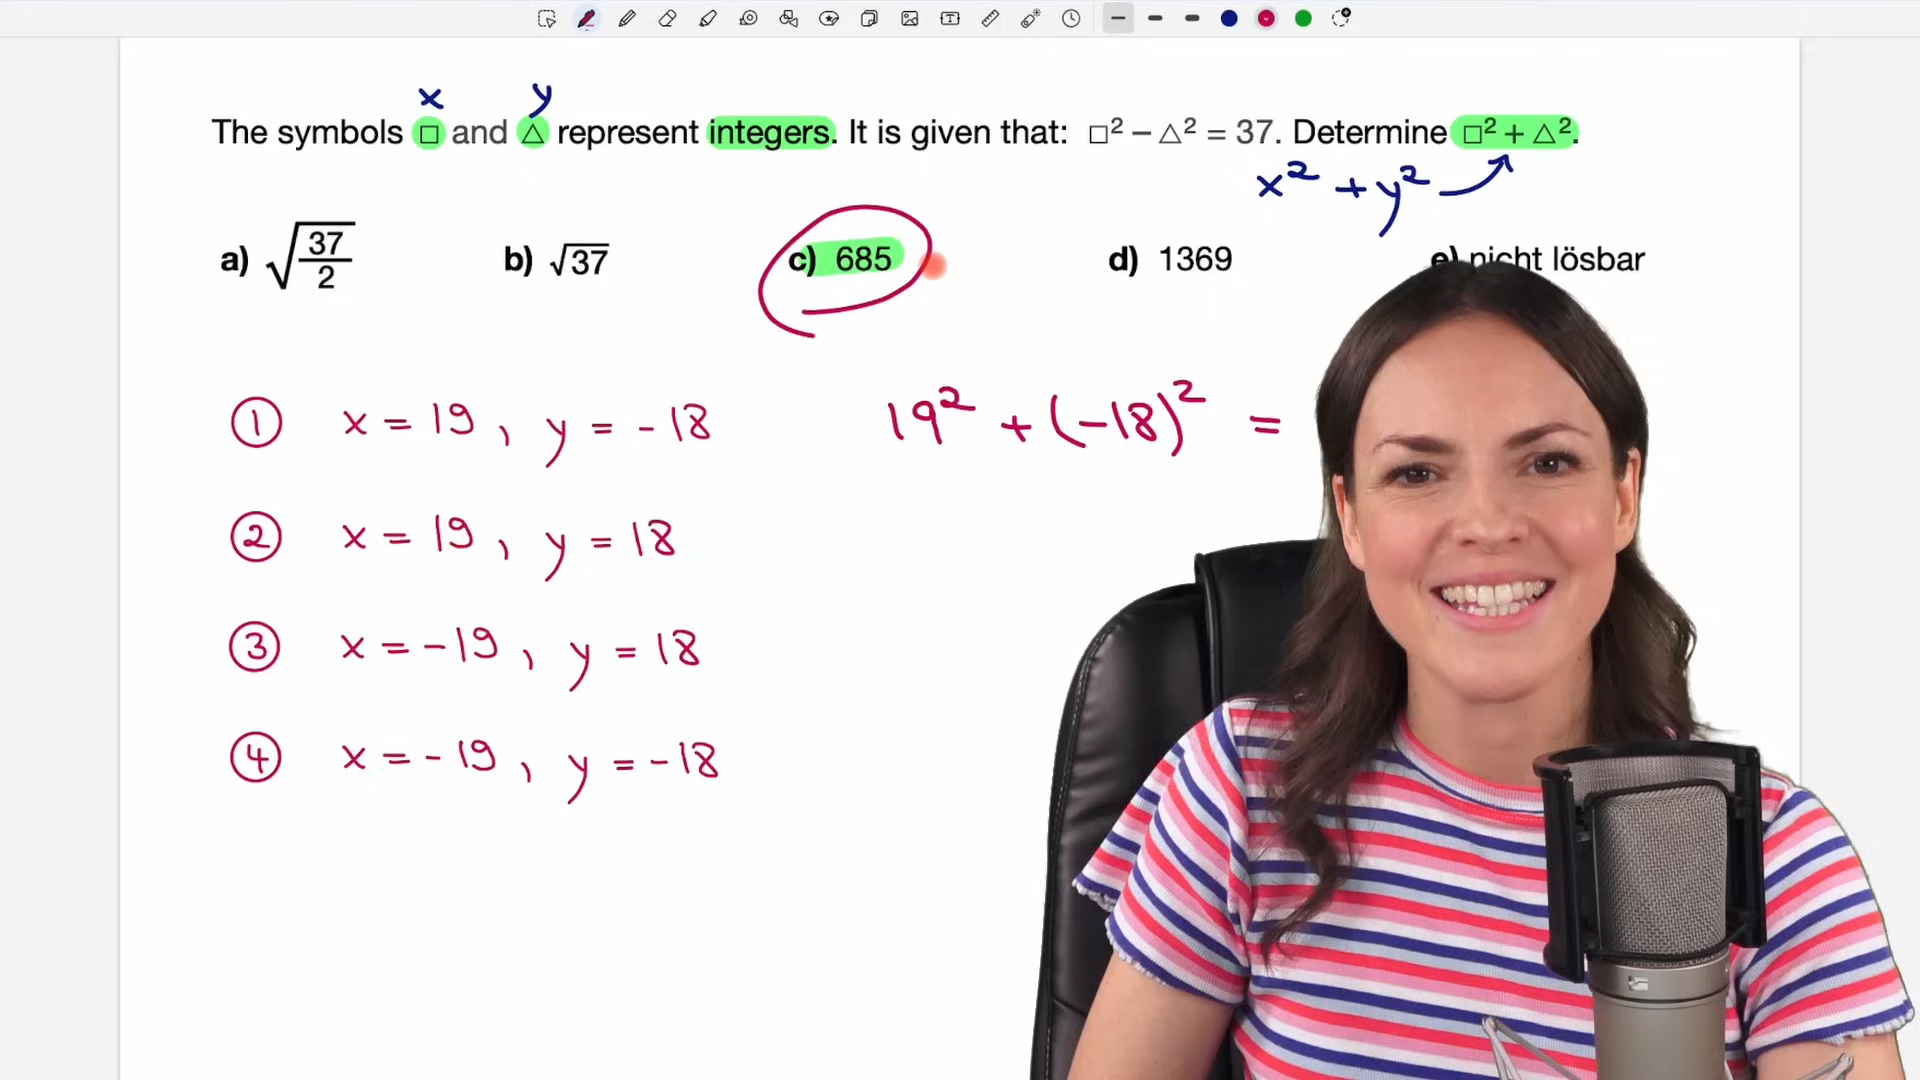 x y
The symbols □ and △ represent integers. It is given that: □² − △² = 37. Determine □² + △².
x² + y²
a) √(37/2) b) √37 c) 685 d) 1369 e) nicht lösbar
① x = 19, y = -18 19² + (-18)² =
② x = 19, y = 18
③ x = -19, y = 18
④ x = -19, y = -18